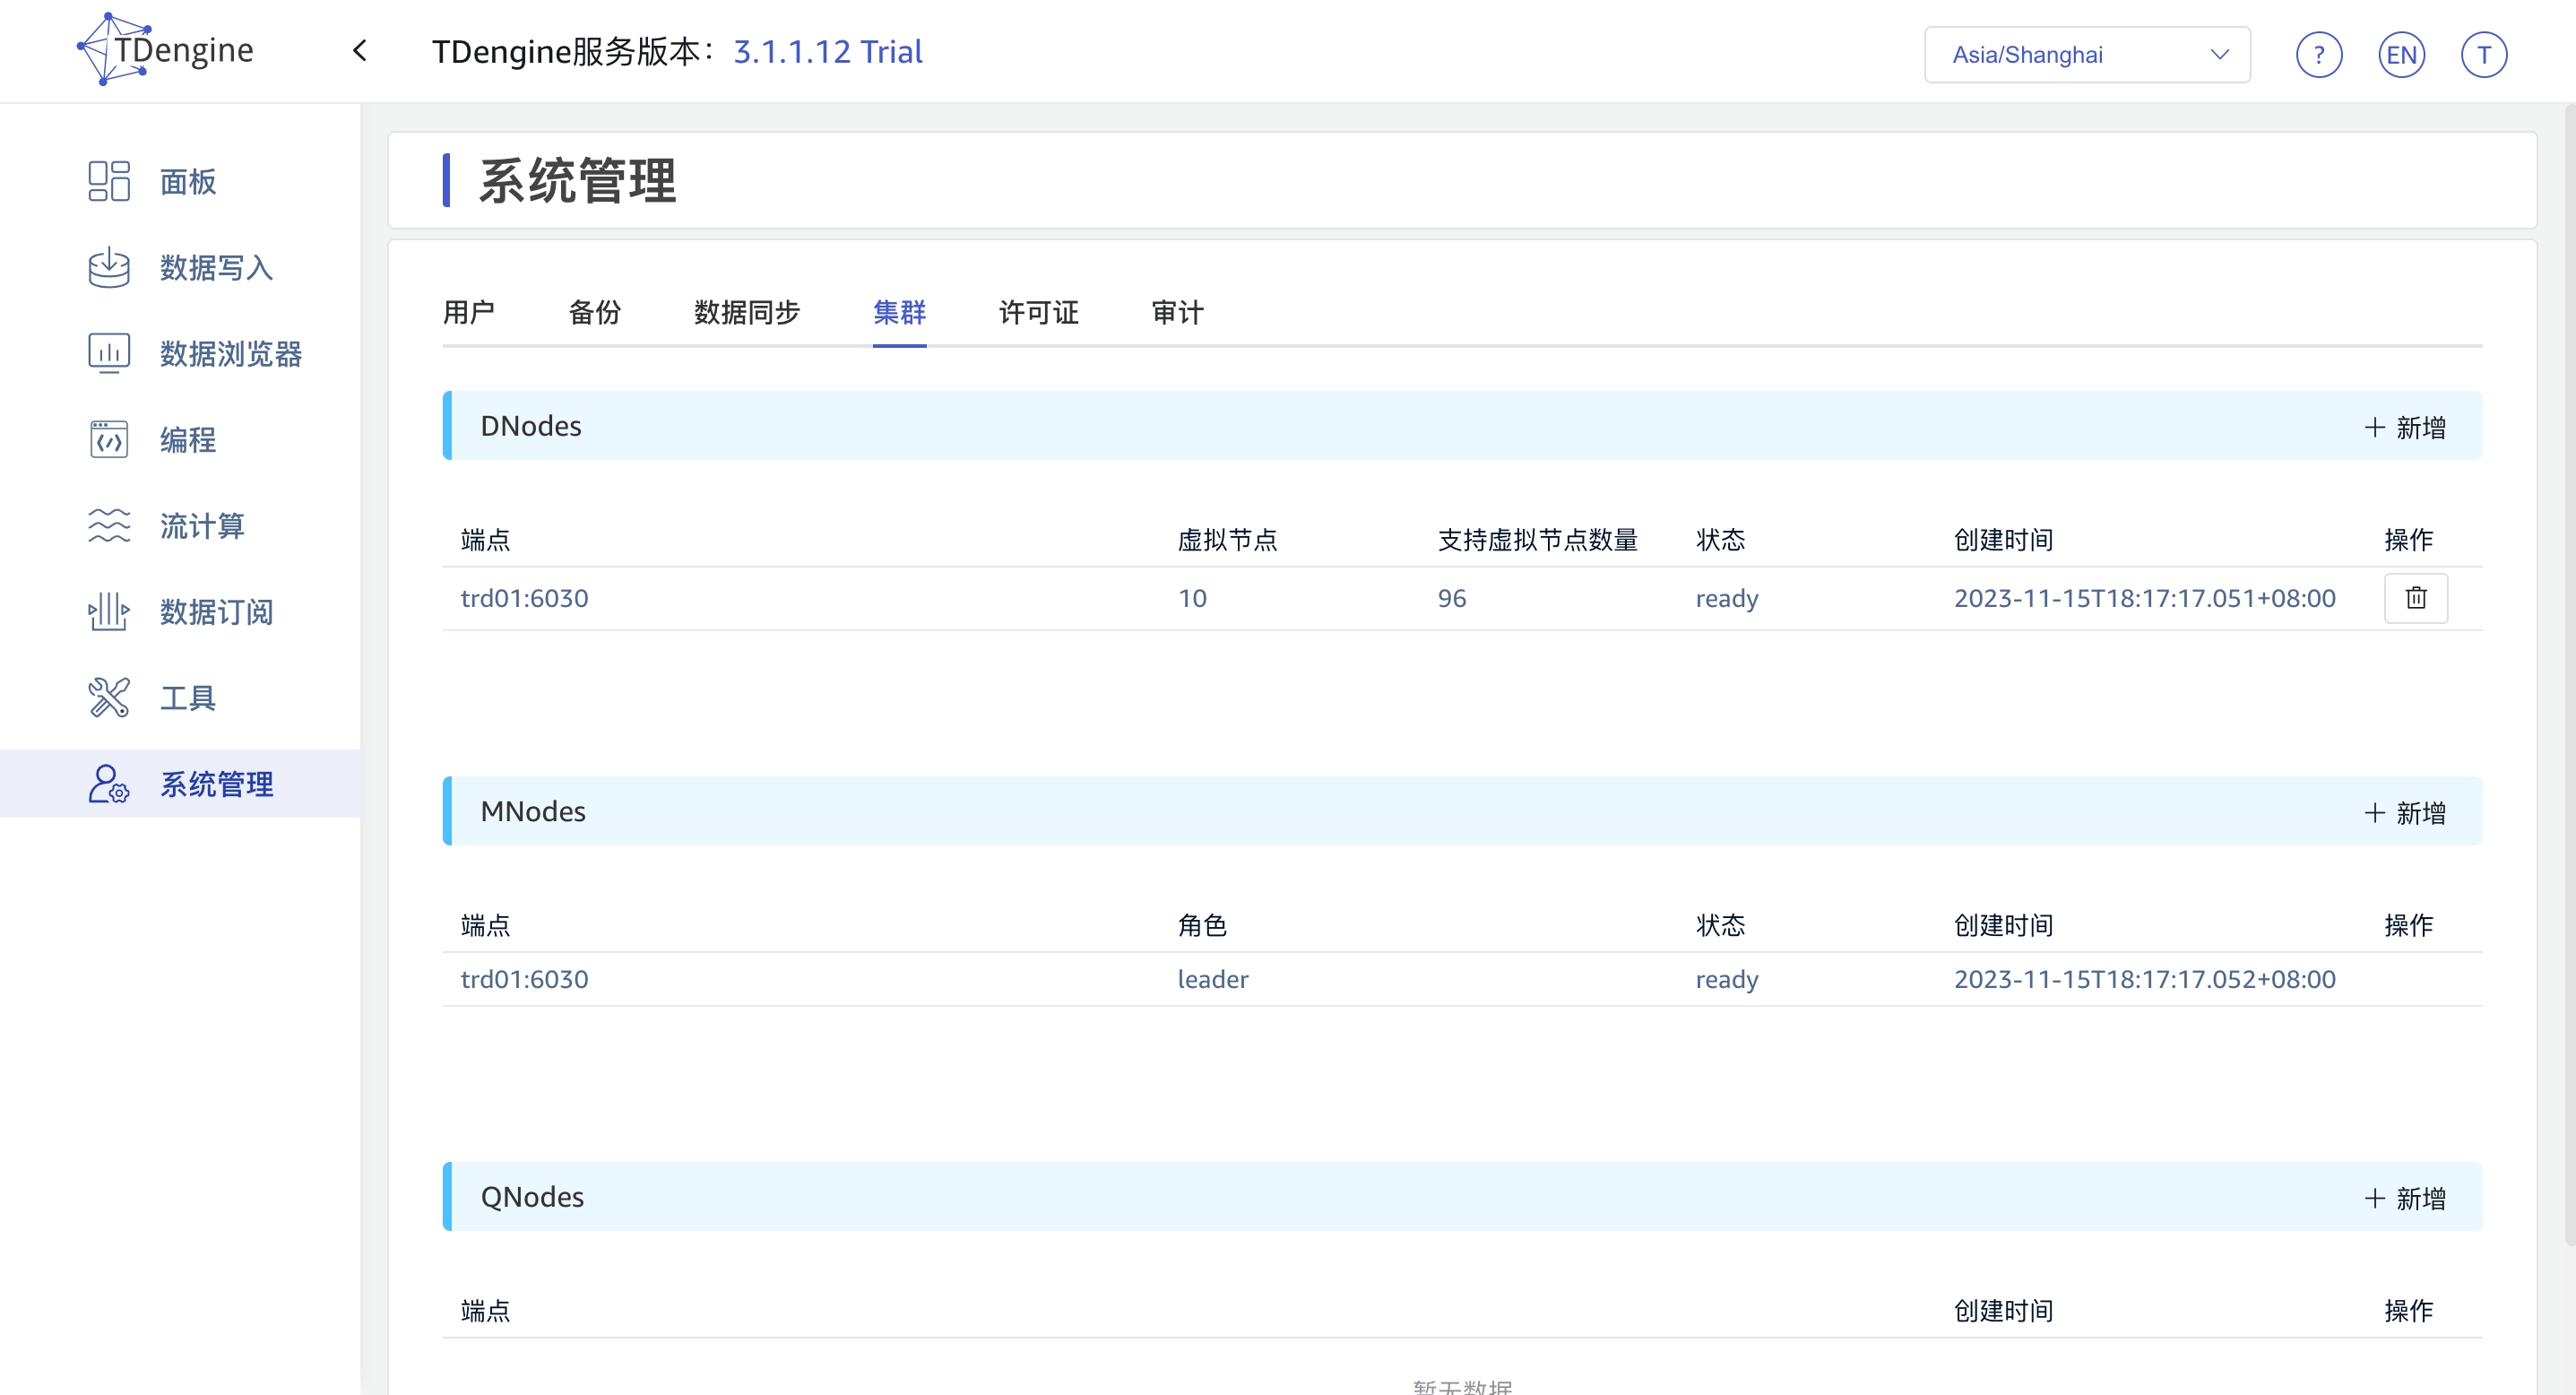 TDengine
TDengine服务版本：3.1.1.12 Trial
Asia/Shanghai
?
EN
T
面板
数据写入
数据浏览器
编程
流计算
数据订阅
工具
系统管理
系统管理
用户 备份 数据同步 集群 许可证 审计
DNodes
+ 新增
端点 虚拟节点 支持虚拟节点数量 状态 创建时间 操作
trd01:6030 10 96 ready 2023-11-15T18:17:17.051+08:00
MNodes
+ 新增
端点 角色 状态 创建时间 操作
trd01:6030 leader ready 2023-11-15T18:17:17.052+08:00
QNodes
+ 新增
端点 创建时间 操作
暂无数据